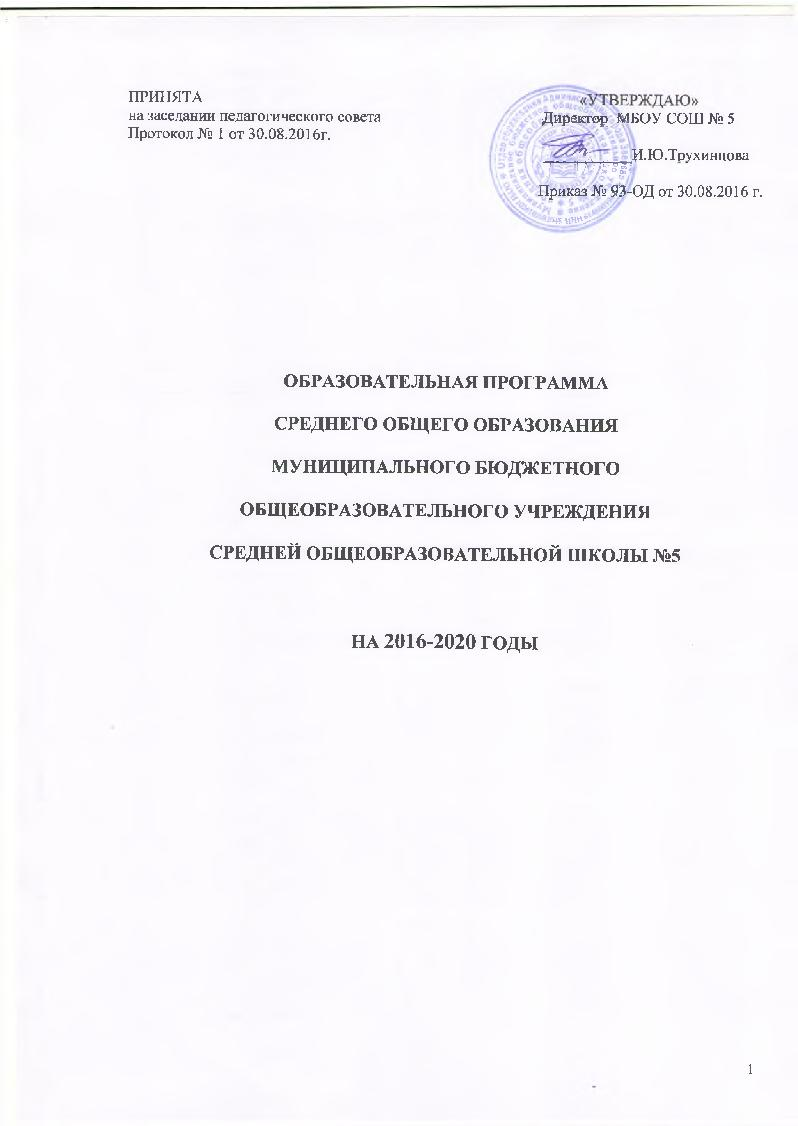 ПРИНЯТА
на заседании педагогического совета
Протокол № 1 от 30.08.2016г.
«УТВЕРЖДАЮ»
Директор МБОУ СОШ № 5
И.Ю.Трухинцова
Приказ № 93-ОД от 30.08.2016 г.
ОБРАЗОВАТЕЛЬНАЯ ПРОГРАММА
СРЕДНЕГО ОБЩЕГО ОБРАЗОВАНИЯ
МУНИЦИПАЛЬНОГО БЮДЖЕТНОГО
ОБЩЕОБРАЗОВАТЕЛЬНОГО УЧРЕЖДЕНИЯ
СРЕДНЕЙ ОБЩЕОБРАЗОВАТЕЛЬНОЙ ШКОЛЫ №5
НА 2016-2020 ГОДЫ
1